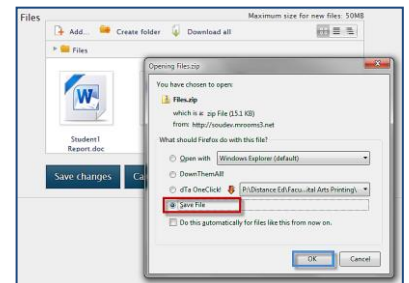 Files
Maximum size for new files: 50MB
Add... Create folder Download all
Files
Student1
Report.doc
Save changes
Opening Files.zip
You have chosen to open:
Files.zip
which is a: zip File (15.1 KB)
from: http://soudev.mrooms3.net
What should Firefox do with this file?
Open with Windows Explorer (default)
DownThemAll!
dTa OneClick! P:\Distance Ed\Facu...ital Arts Printing\
Save File
Do this automatically for files like this from now on.
OK Cancel